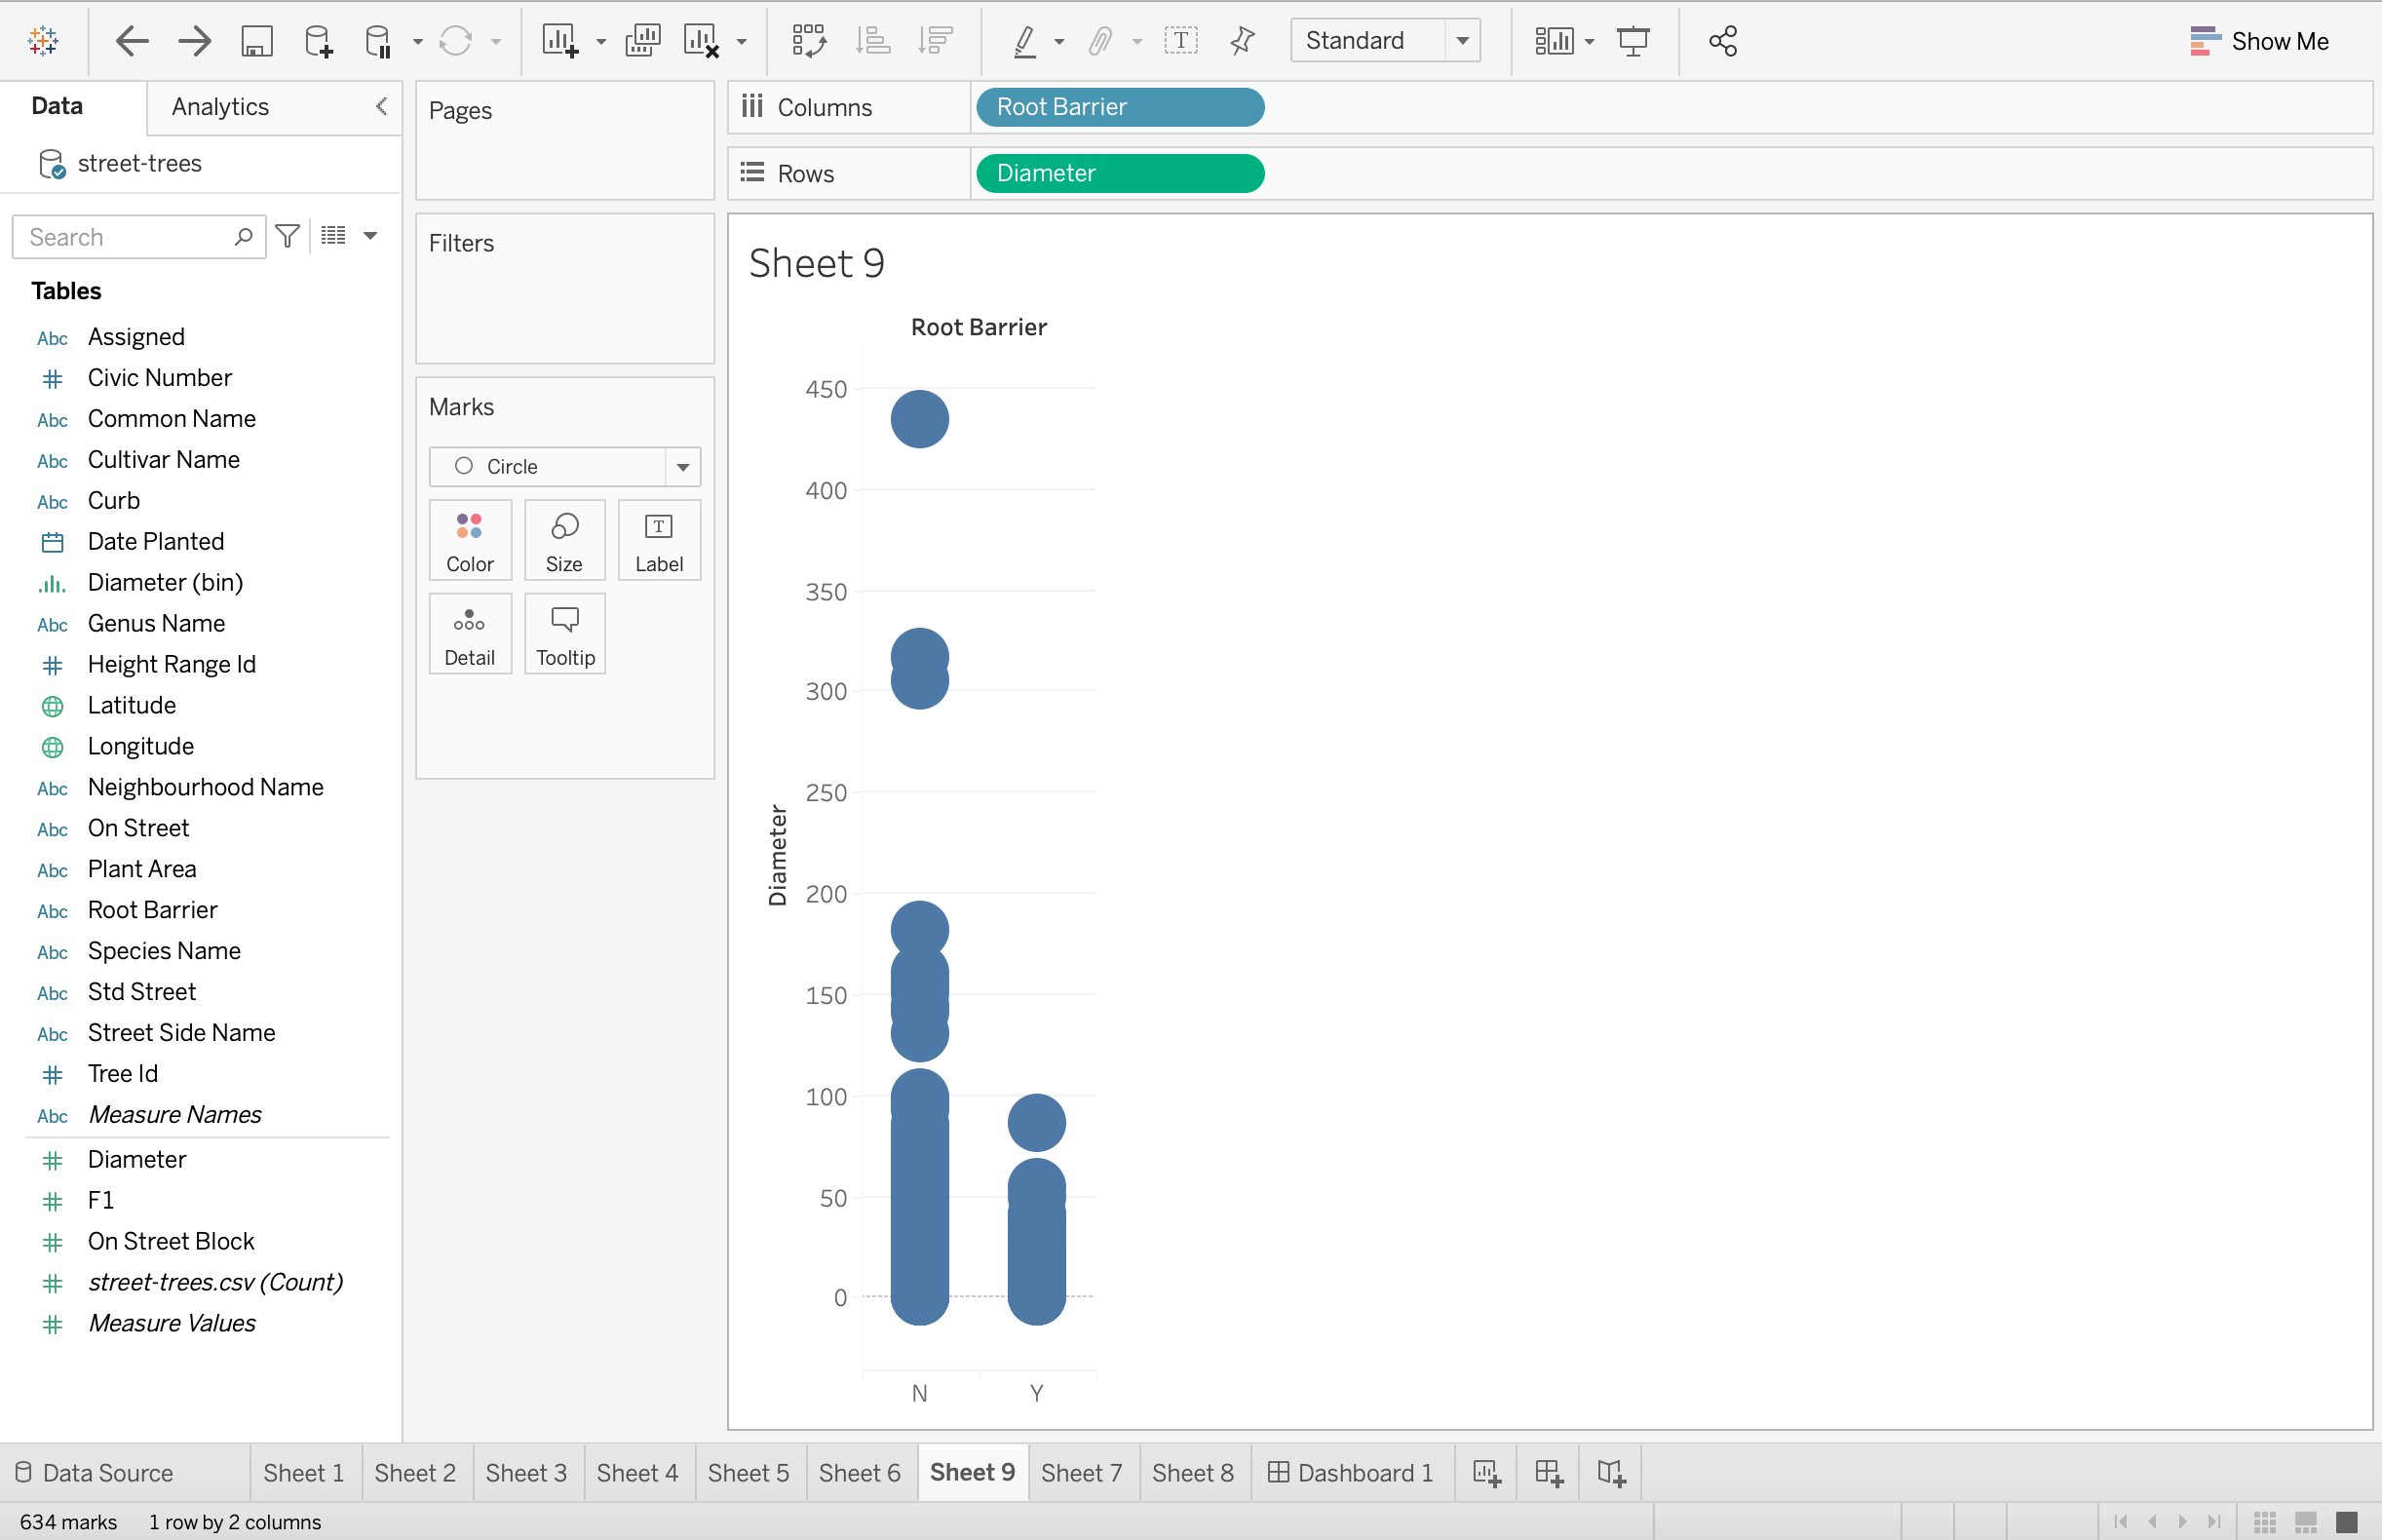 Standard
Show Me
Data
Analytics
street-trees
Search
Tables
Abc Assigned
Civic Number
Abc Common Name
Abc Cultivar Name
Abc Curb
Date Planted
Diameter (bin)
Abc Genus Name
Height Range Id
Latitude
Longitude
Abc Neighbourhood Name
Abc On Street
Abc Plant Area
Abc Root Barrier
Abc Species Name
Abc Std Street
Abc Street Side Name
Tree Id
Abc Measure Names
Diameter
F1
On Street Block
street-trees.csv (Count)
Measure Values
Pages
Filters
Marks
Circle
Color Size Label
Detail Tooltip
Columns Root Barrier
Rows Diameter
Sheet 9
Root Barrier
450
400
350
300
250
200
150
100
50
0
Diameter
N Y
Data Source Sheet 1 Sheet 2 Sheet 3 Sheet 4 Sheet 5 Sheet 6 Sheet 9 Sheet 7 Sheet 8 Dashboard 1
634 marks 1 row by 2 columns